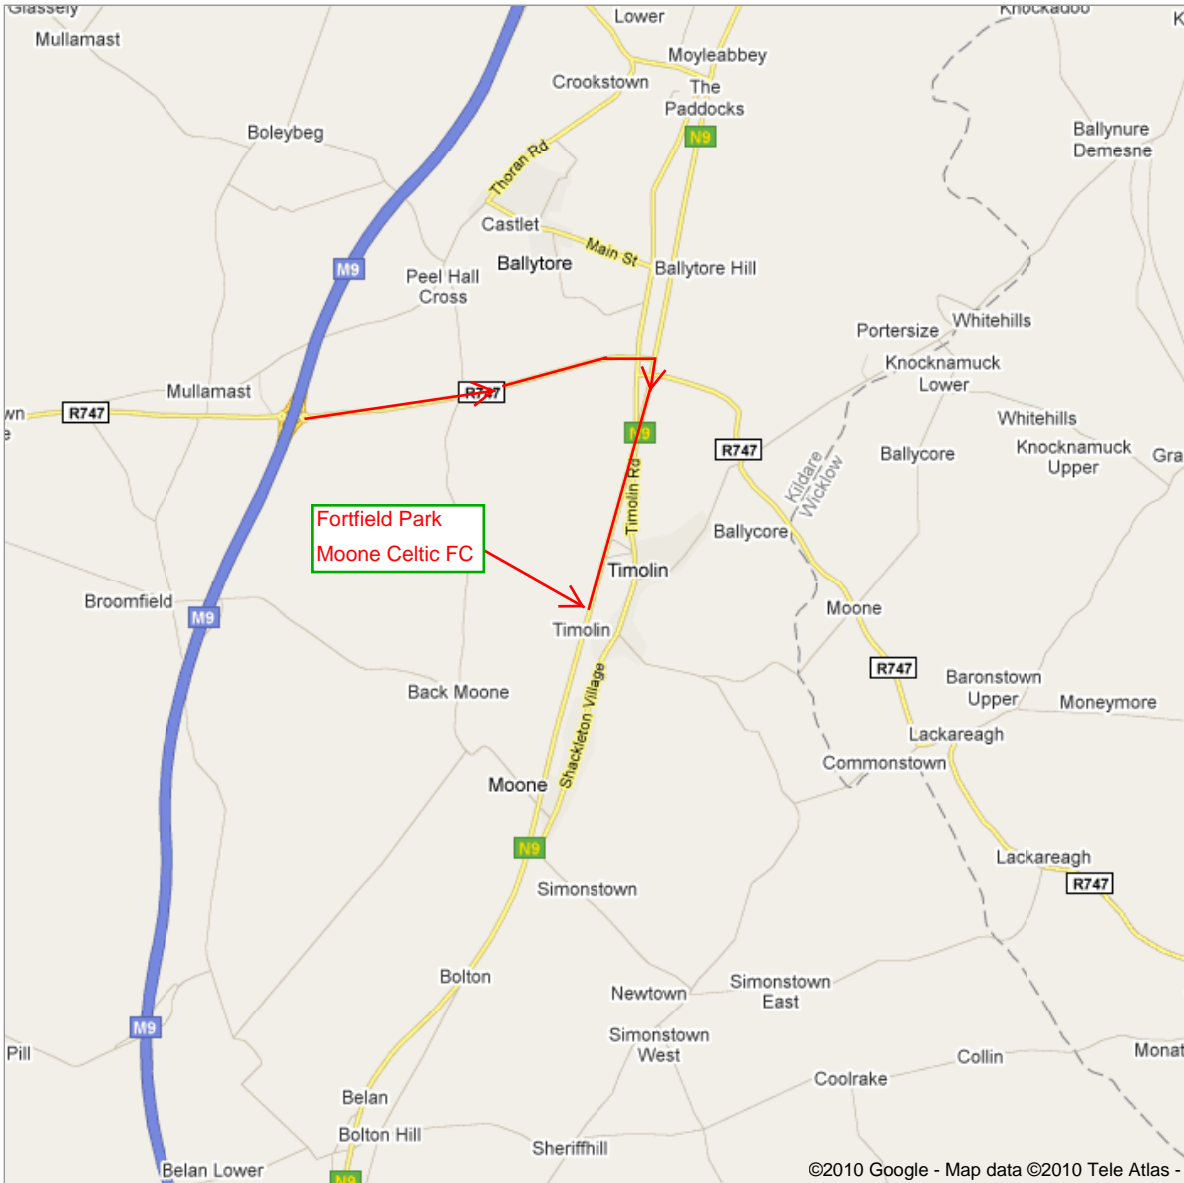 Glassely
Mullamast
Lower
Knockadoo
K
Moyleabbey
Crookstown
The
Paddocks
N9
Boleybeg
Ballynure
Demesne
Thoran Rd
Castlet
Main St
Ballytore
Ballytore Hill
M9
Peel Hall
Cross
Whitehills
Portersize
Knocknamuck
Lower
Mullamast
R747
R747
wn
e
Whitehills
N9
R747
Knocknamuck
Upper
Gra
Ballycore
Kildare
Wicklow
Timolin Rd
Fortfield Park
Moone Celtic FC
Ballycore
Timolin
Broomfield
M9
Moone
Timolin
R747
Back Moone
Baronstown
Upper
Moneymore
Shackleton Village
Lackareagh
Commonstown
Moone
N9
Lackareagh
R747
Simonstown
Bolton
Newtown
Simonstown
East
M9
Simonstown
West
Pill
Collin
Monat
Coolrake
Belan
Bolton Hill
Sheriffhill
Belan Lower
N9
©2010 Google - Map data ©2010 Tele Atlas -